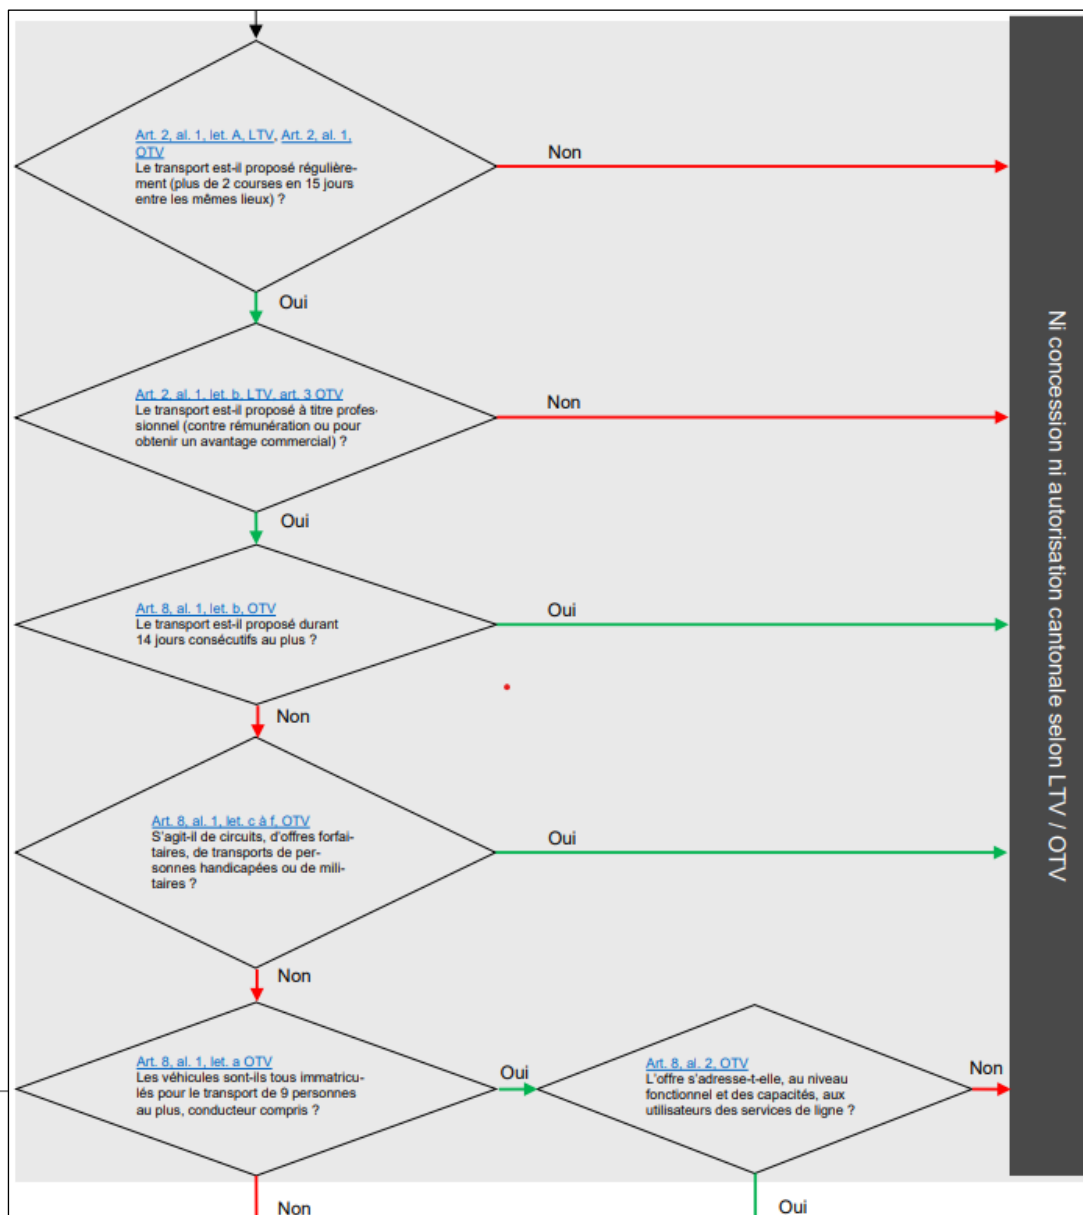 Art. 2, al. 1, let. A, LTV, Art. 2, al. 1,
OTV
Le transport est-il proposé régulière-
ment (plus de 2 courses en 15 jours
entre les mêmes lieux) ?
Non
Oui
Art. 2, al. 1, let. b, LTV, art. 3 OTV
Le transport est-il proposé à titre profes-
sionnel (contre rémunération ou pour
obtenir un avantage commercial) ?
Non
Oui
Art. 8, al. 1, let. b, OTV
Le transport est-il proposé durant
14 jours consécutifs au plus ?
Oui
Non
Art. 8, al. 1, let. c à f, OTV
S'agit-il de circuits, d'offres forfai-
taires, de transports de per-
sonnes handicapées ou de mili-
taires ?
Oui
Non
Art. 8, al. 1, let. a OTV
Les véhicules sont-ils tous immatricu-
lés pour le transport de 9 personnes
au plus, conducteur compris ?
Oui
Non
Art. 8, al. 2, OTV
L'offre s'adresse-t-elle, au niveau
fonctionnel et des capacités, aux
utilisateurs des services de ligne ?
Non
Oui
Ni concession ni autorisation cantonale selon LTV / OTV